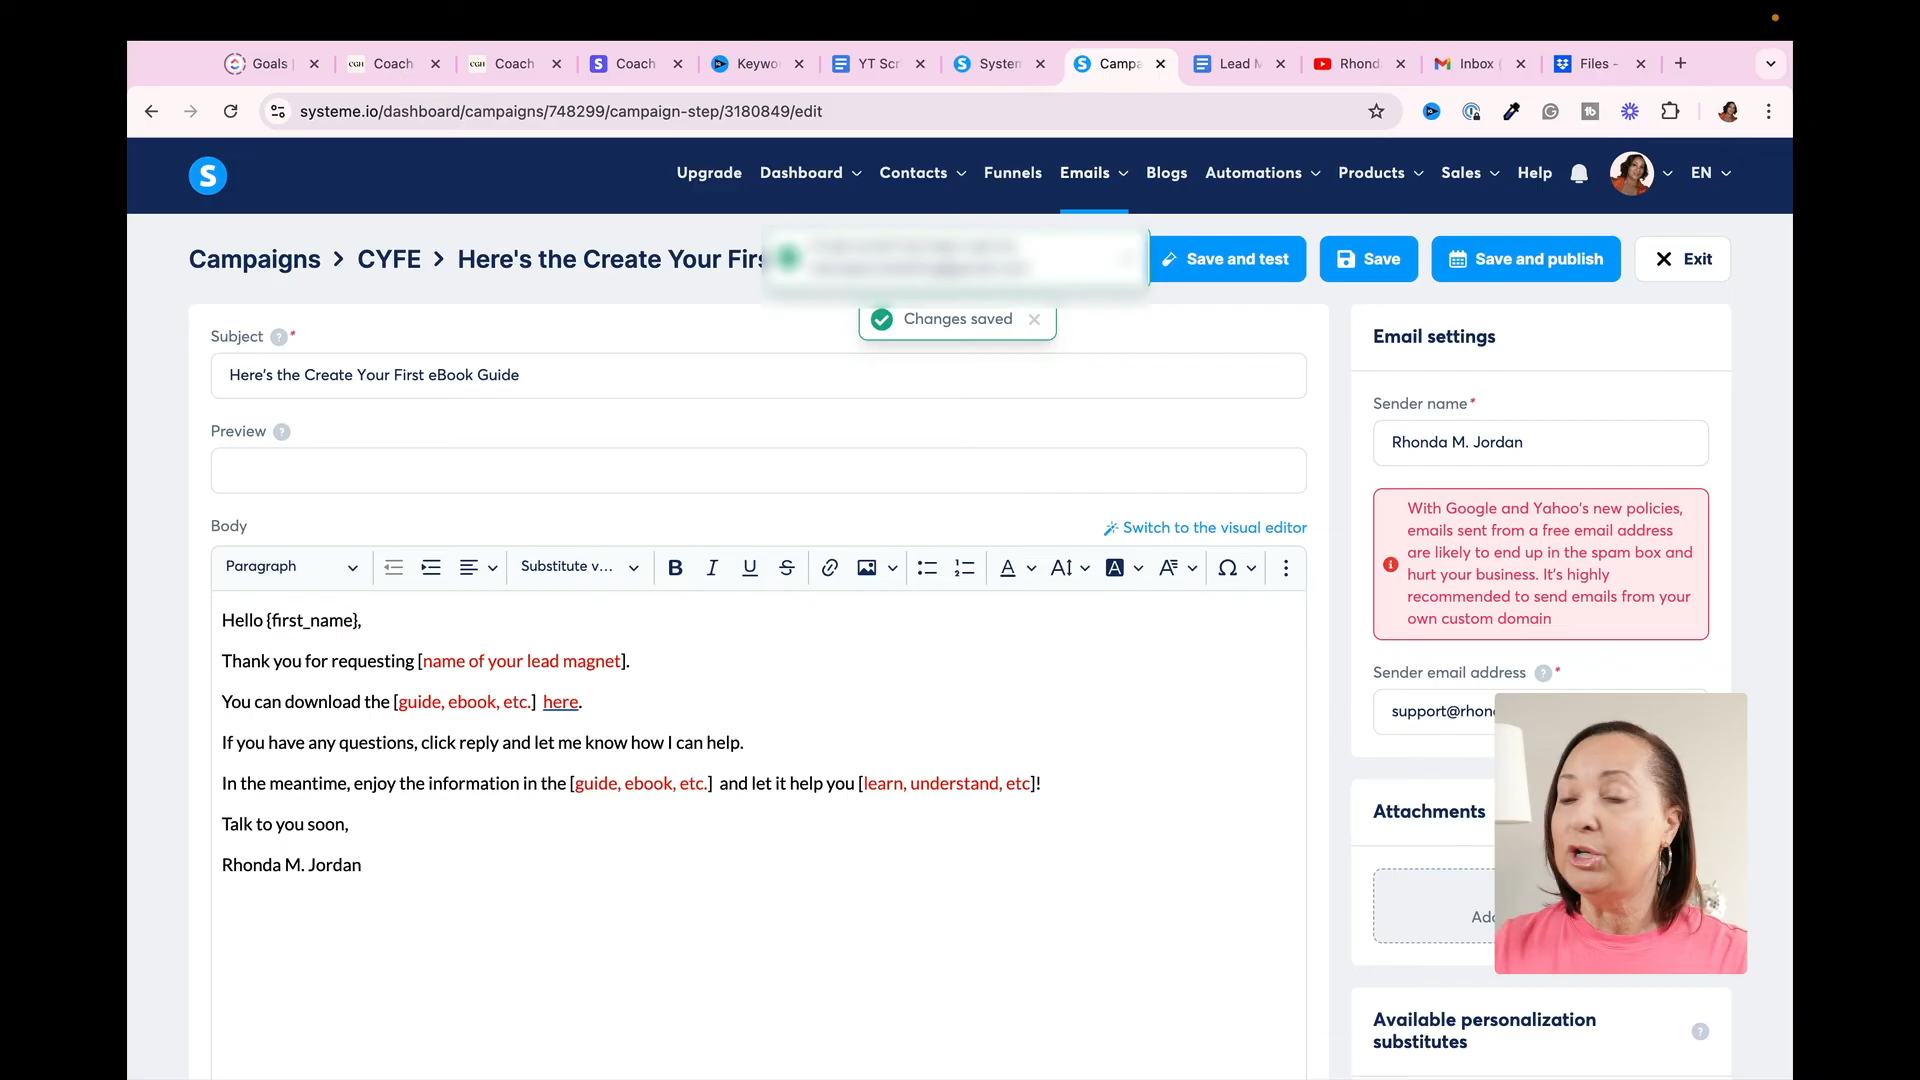 Goals
Coach
Coach
Coach
Keywo
YT Scr
System
Campa
Lead M
Rhond
Inbox (
Files -
systeme.io/dashboard/campaigns/748299/campaign-step/3180849/edit
S
Upgrade
Dashboard
Contacts
Funnels
Emails
Blogs
Automations
Products
Sales
Help
EN
Campaigns > CYFE > Here's the Create Your Firs
Save and test
Save
Save and publish
Exit
Changes saved
Subject ? *
Here's the Create Your First eBook Guide
Preview ?
Body
Switch to the visual editor
Paragraph
Substitute v...
Hello {first_name},
Thank you for requesting [name of your lead magnet].
You can download the [guide, ebook, etc.] here.
If you have any questions, click reply and let me know how I can help.
In the meantime, enjoy the information in the [guide, ebook, etc.] and let it help you [learn, understand, etc]!
Talk to you soon,
Rhonda M. Jordan
Email settings
Sender name*
Rhonda M. Jordan
With Google and Yahoo's new policies,
emails sent from a free email address
are likely to end up in the spam box and
hurt your business. It's highly
recommended to send emails from your
own custom domain
Sender email address ? *
support@rhon
Attachments
Add
Available personalization
substitutes
?